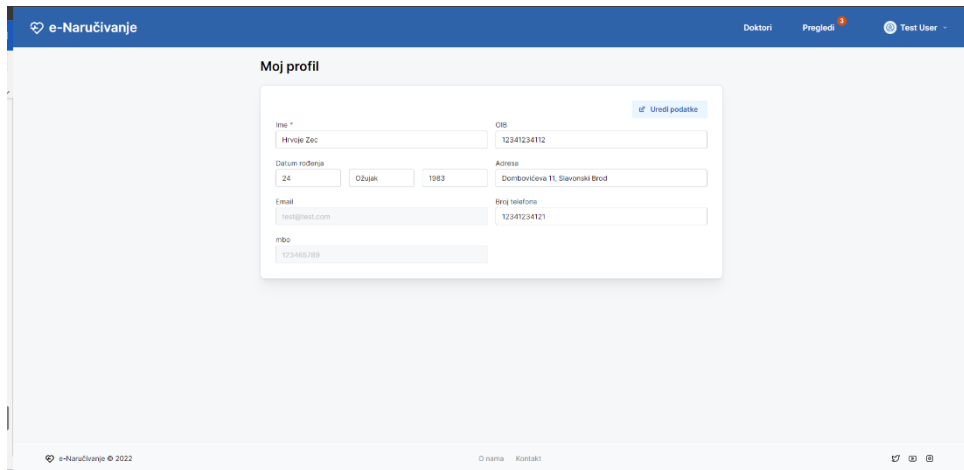 e-Naručivanje
Doktori
Pregledi 3
Test User
Moj profil
Uredi podatke
Ime *
OIB
Hrvoje Zec
12341234112
Datum rođenja
Adresa
24 Ožujak 1983
Dombovićeva 11, Slavonski Brod
Email
Broj telefona
test@test.com
12341234121
mbo
123465789
e-Naručivanje © 2022
O nama Kontakt